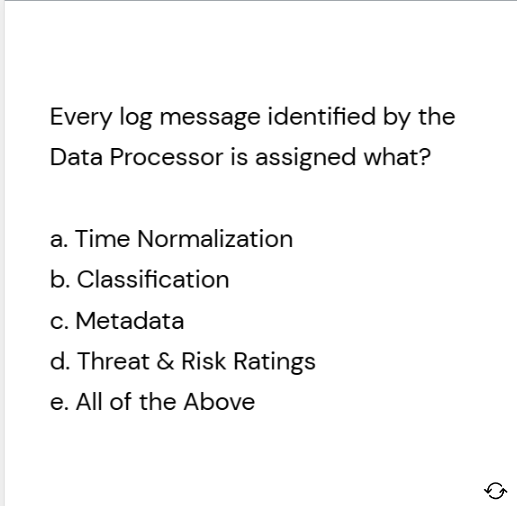 Every log message identified by the
Data Processor is assigned what?
a. Time Normalization
b. Classification
c. Metadata
d. Threat & Risk Ratings
e. All of the Above